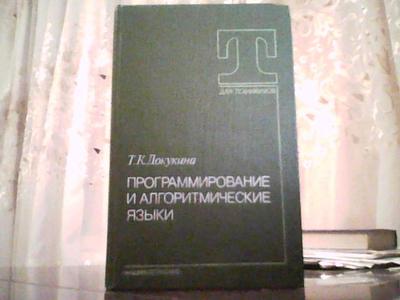 Т
ДЛЯ ТЕХНИКУМОВ
Т.К.Докукина
ПРОГРАММИРОВАНИЕ
И АЛГОРИТМИЧЕСКИЕ
ЯЗЫКИ